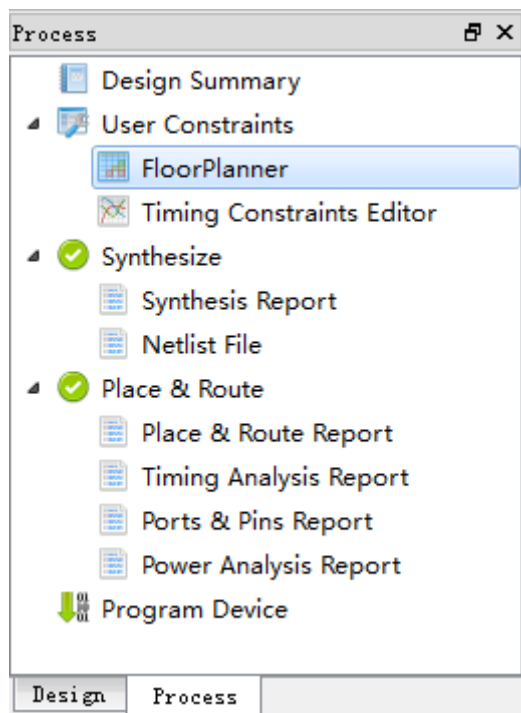 Process
Design Summary
User Constraints
FloorPlanner
Timing Constraints Editor
Synthesize
Synthesis Report
Netlist File
Place & Route
Place & Route Report
Timing Analysis Report
Ports & Pins Report
Power Analysis Report
Program Device
Design Process